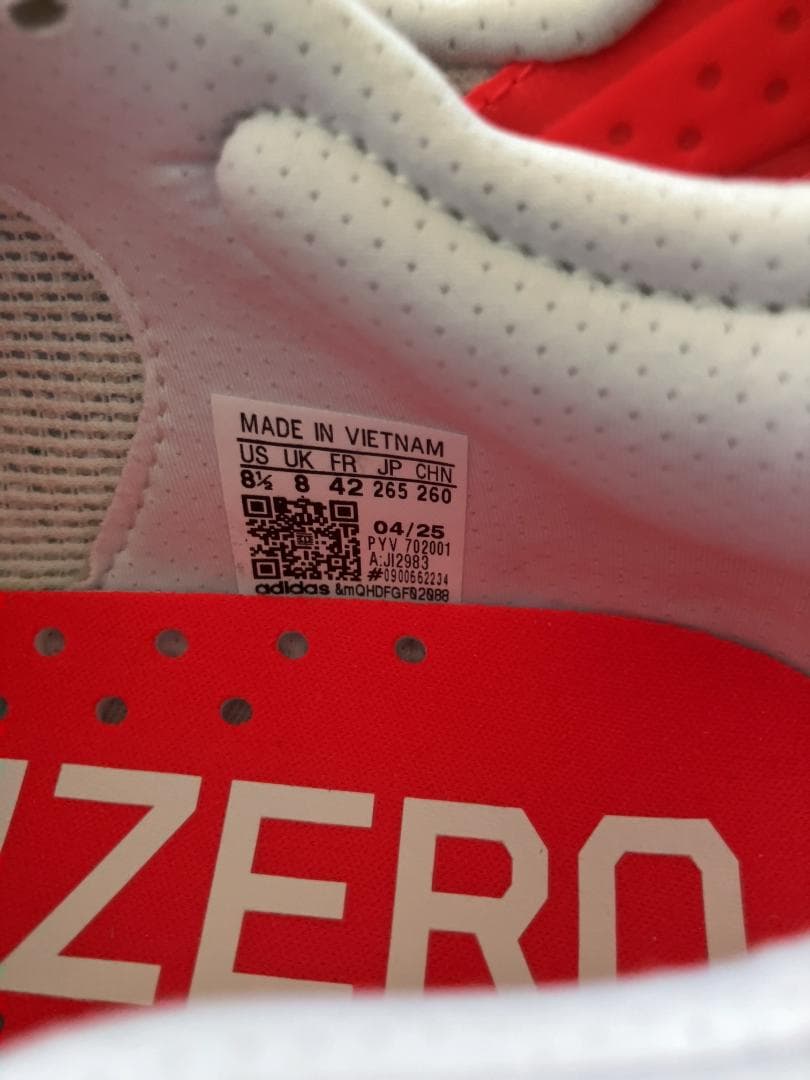 MADE IN VIETNAM
US UK FR JP CHN
8½ 8 42 265 260
04/25
PYV 702001
A:JI2983
#0900662234
adidas &mQHDFGF02088
ZERO